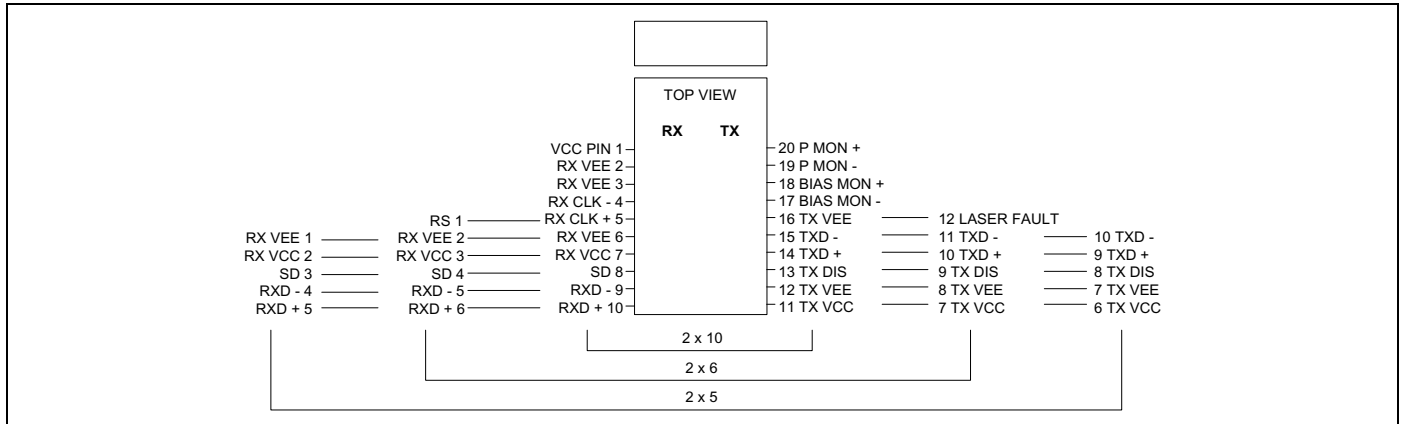 TOP VIEW
RX TX
VCC PIN 1 20 P MON +
RX VEE 2 19 P MON -
RX VEE 3 18 BIAS MON +
RX CLK - 4 17 BIAS MON -
RS 1 RX CLK + 5 16 TX VEE 12 LASER FAULT
RX VEE 1 RX VEE 2 RX VEE 6 15 TXD - 11 TXD - 10 TXD -
RX VCC 2 RX VCC 3 RX VCC 7 14 TXD + 10 TXD + 9 TXD +
SD 3 SD 4 SD 8 13 TX DIS 9 TX DIS 8 TX DIS
RXD - 4 RXD - 5 RXD - 9 12 TX VEE 8 TX VEE 7 TX VEE
RXD + 5 RXD + 6 RXD + 10 11 TX VCC 7 TX VCC 6 TX VCC
2 x 10
2 x 6
2 x 5